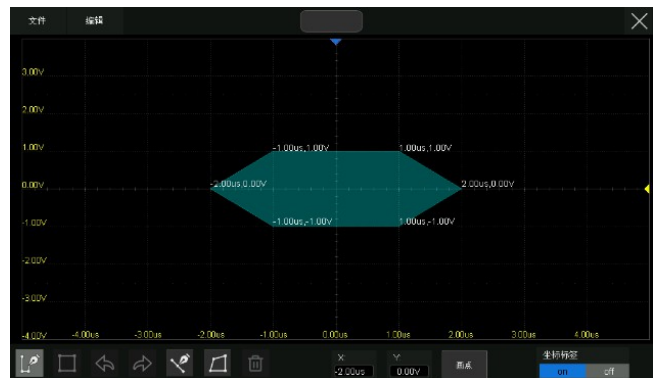 文件 编辑
3.00V
2.00V
1.00V
-1.00us,1.00V 1.00us,1.00V
0.00V
-2.00us,0.00V 2.00us,0.00V
-1.00V
-1.00us,-1.00V 1.00us,-1.00V
-2.00V
-3.00V
-4.00V -4.00us -3.00us -2.00us -1.00us 0.00us 1.00us 2.00us 3.00us 4.00us
X: Y: 坐标标签
-2.00us 0.00V 画点 on off